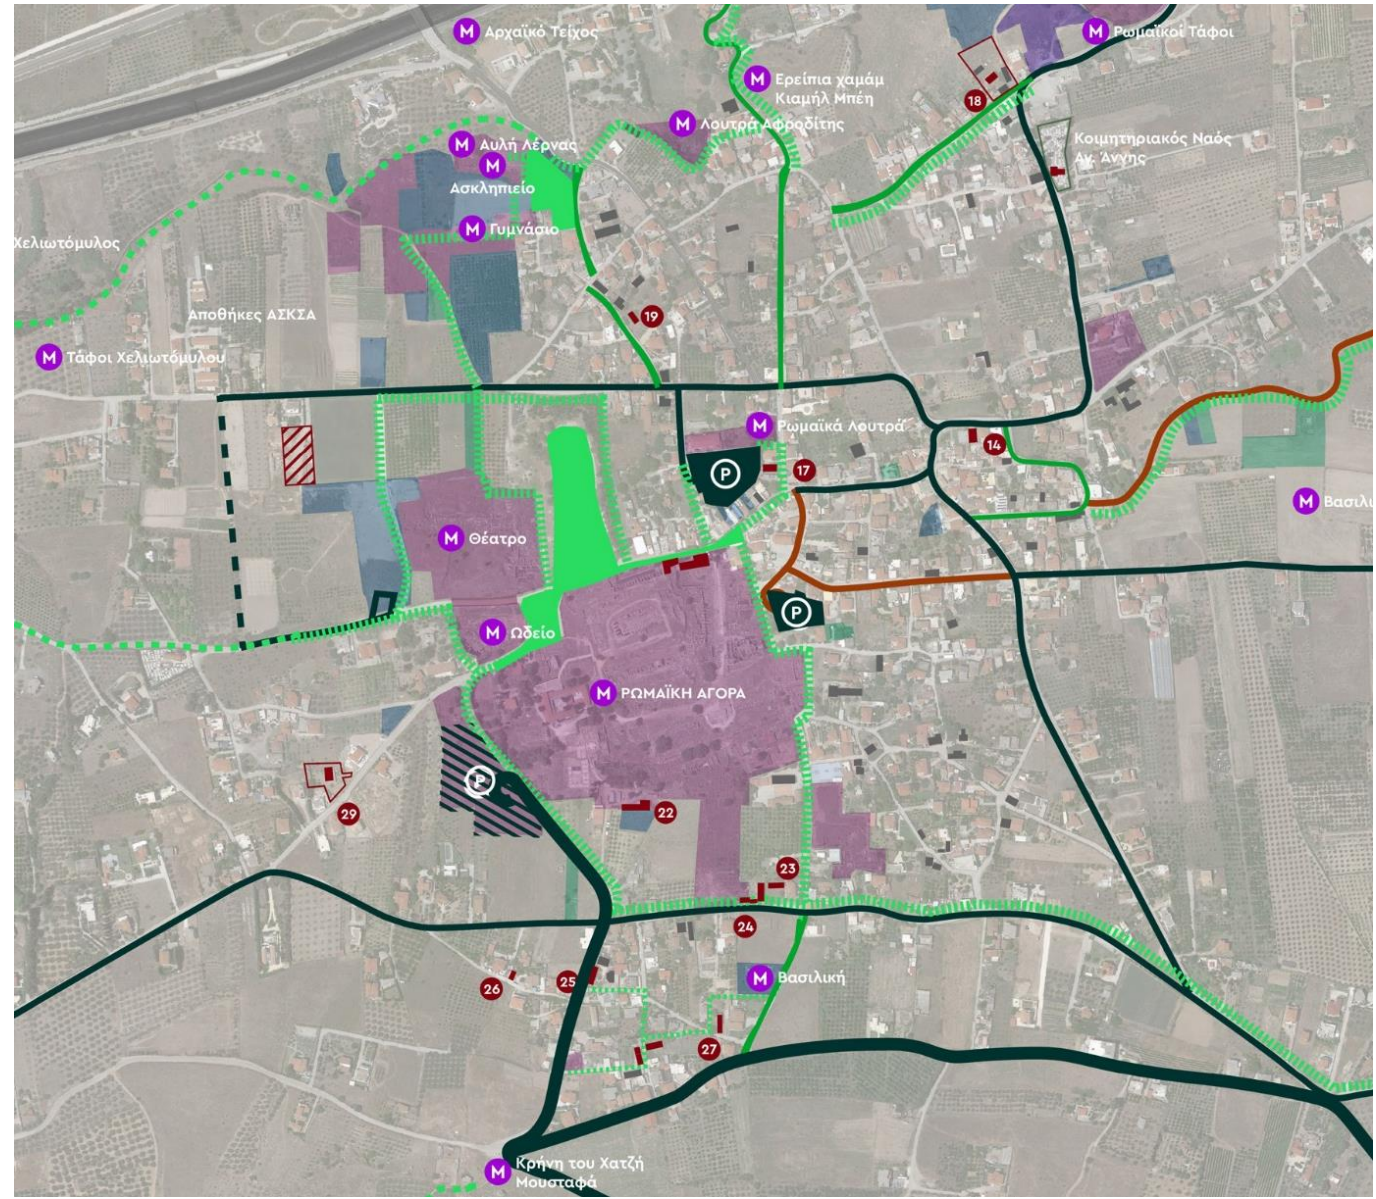 M Αρχαϊκό Τείχος
M Ρωμαϊκοί Τάφοι
M Ερείπια χαμάμ
Κιαμήλ Μπέη
18
M Λουτρά Αφροδίτης
Κοιμητηριακός Ναός
Αγ. Άννης
M Αυλή Λέρνας
M
Ασκληπιείο
M Γυμνάσιο
Χελιωτόμυλος
Αποθήκες ΑΣΚΣΑ
19
M Τάφοι Χελιωτόμυλου
M Ρωμαϊκά Λουτρά
14
P
17
M Βασιλι
M Θέατρο
P
M Ωδείο
M ΡΩΜΑΪΚΗ ΑΓΟΡΑ
P
29
22
23
24
26
25
M Βασιλική
27
M Κρήνη του Χατζή
Μουσταφά